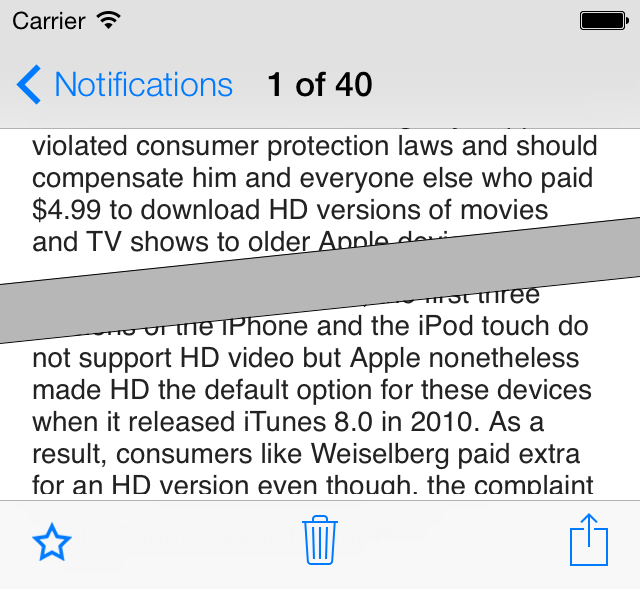 Carrier
Notifications 1 of 40
violated consumer protection laws and should
compensate him and everyone else who paid
$4.99 to download HD versions of movies
and TV shows to older Apple
first three
of the iPhone and the iPod touch do
not support HD video but Apple nonetheless
made HD the default option for these devices
when it released iTunes 8.0 in 2010. As a
result, consumers like Weiselberg paid extra
for an HD version even though, the complaint